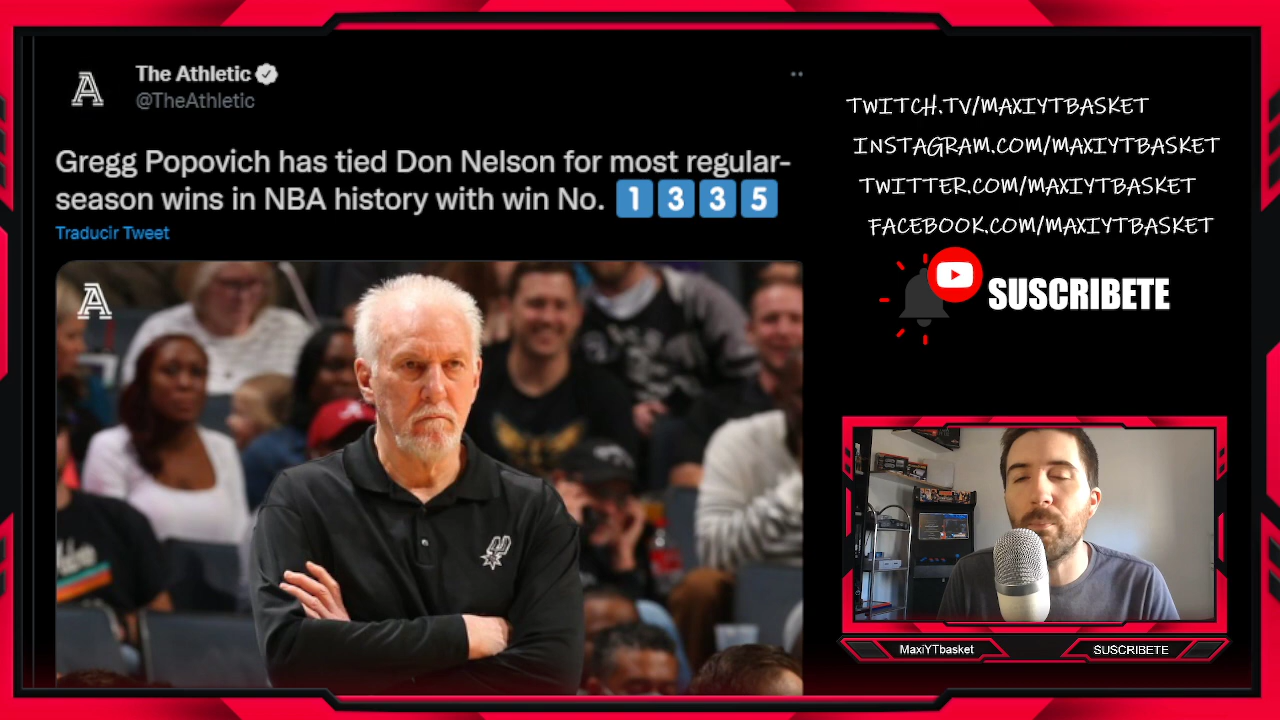 The Athletic
@TheAthletic
Gregg Popovich has tied Don Nelson for most regular-
season wins in NBA history with win No. 1335
Traducir Tweet
A
TWITCH.TV/MAXIYTBASKET
INSTAGRAM.COM/MAXIYTBASKET
TWITTER.COM/MAXIYTBASKET
FACEBOOK.COM/MAXIYTBASKET
SUSCRIBETE
MaxiYTbasket
SUSCRIBETE